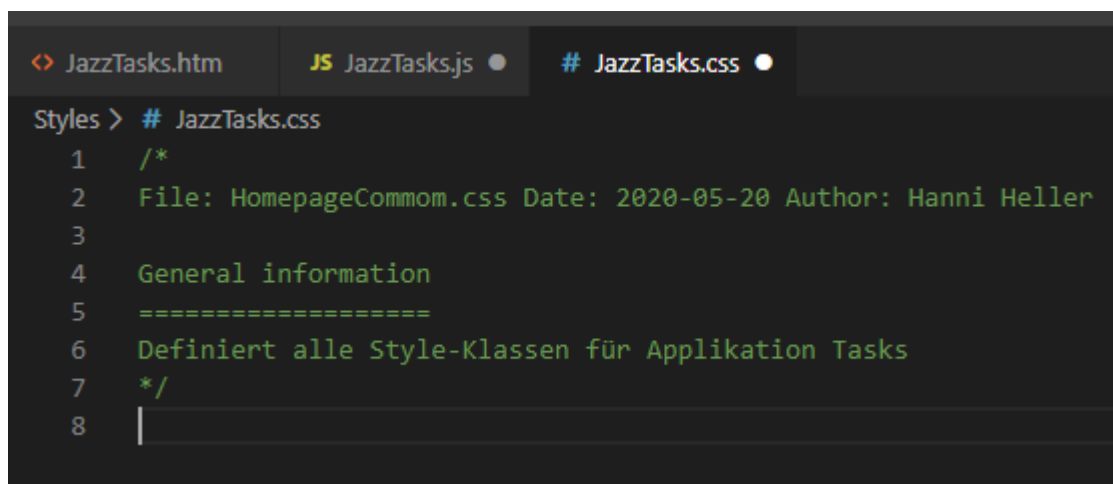 <> JazzTasks.htm JS JazzTasks.js ● # JazzTasks.css ●
Styles > # JazzTasks.css
1 /*
2 File: HomepageCommom.css Date: 2020-05-20 Author: Hanni Heller
3
4 General information
5 ===================
6 Definiert alle Style-Klassen für Applikation Tasks
7 */
8